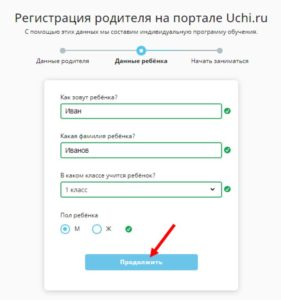 Регистрация родителя на портале Uchi.ru
С помощью этих данных мы составим индивидуальную программу обучения.
Данные родителя Данные ребёнка Начать заниматься
Как зовут ребёнка?
Иван
Какая фамилия ребёнка?
Иванов
В каком классе учится ребёнок?
1 класс
Пол ребёнка
М Ж
Продолжить